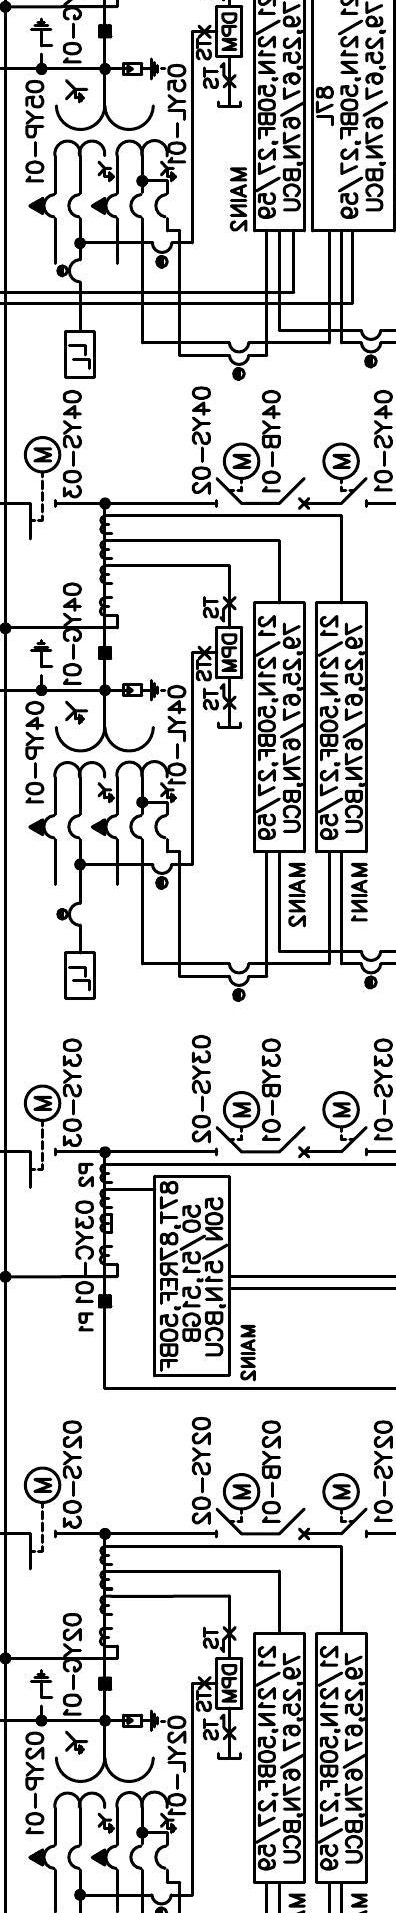 05YC-01
05YP-01
05YL-01
Y
Y
Y
TS
STS
DPM
79,25,67/67N,BCU
21/21N,50BF,27/59
MAIN2
79,25,67/67N,BCU
21/21N,50BF,27/59
87L
LL
04YS-03
M
04YS-02
04YB-01
M
04YS-01
M
04YC-01
04YP-01
04YL-01
Y
Y
Y
TS
DPM
STS
TS
79,25,67/67N,BCU
21/21N,50BF,27/59
MAIN2
79,25,67/67N,BCU
21/21N,50BF,27/59
MAIN1
LL
03YS-03
M
03YS-02
03YB-01
M
03YS-01
M
P2 03YC-01 P1
50N/51N,BCU
50/51,51GB
87T,87REF,50BF
MAIN2
02YS-03
M
02YS-02
02YB-01
M
02YS-01
M
02YC-01
02YP-01
02YL-01
Y
Y
Y
TS
DPM
STS
TS
79,25,67/67N,BCU
21/21N,50BF,27/59
79,25,67/67N,BCU
21/21N,50BF,27/59